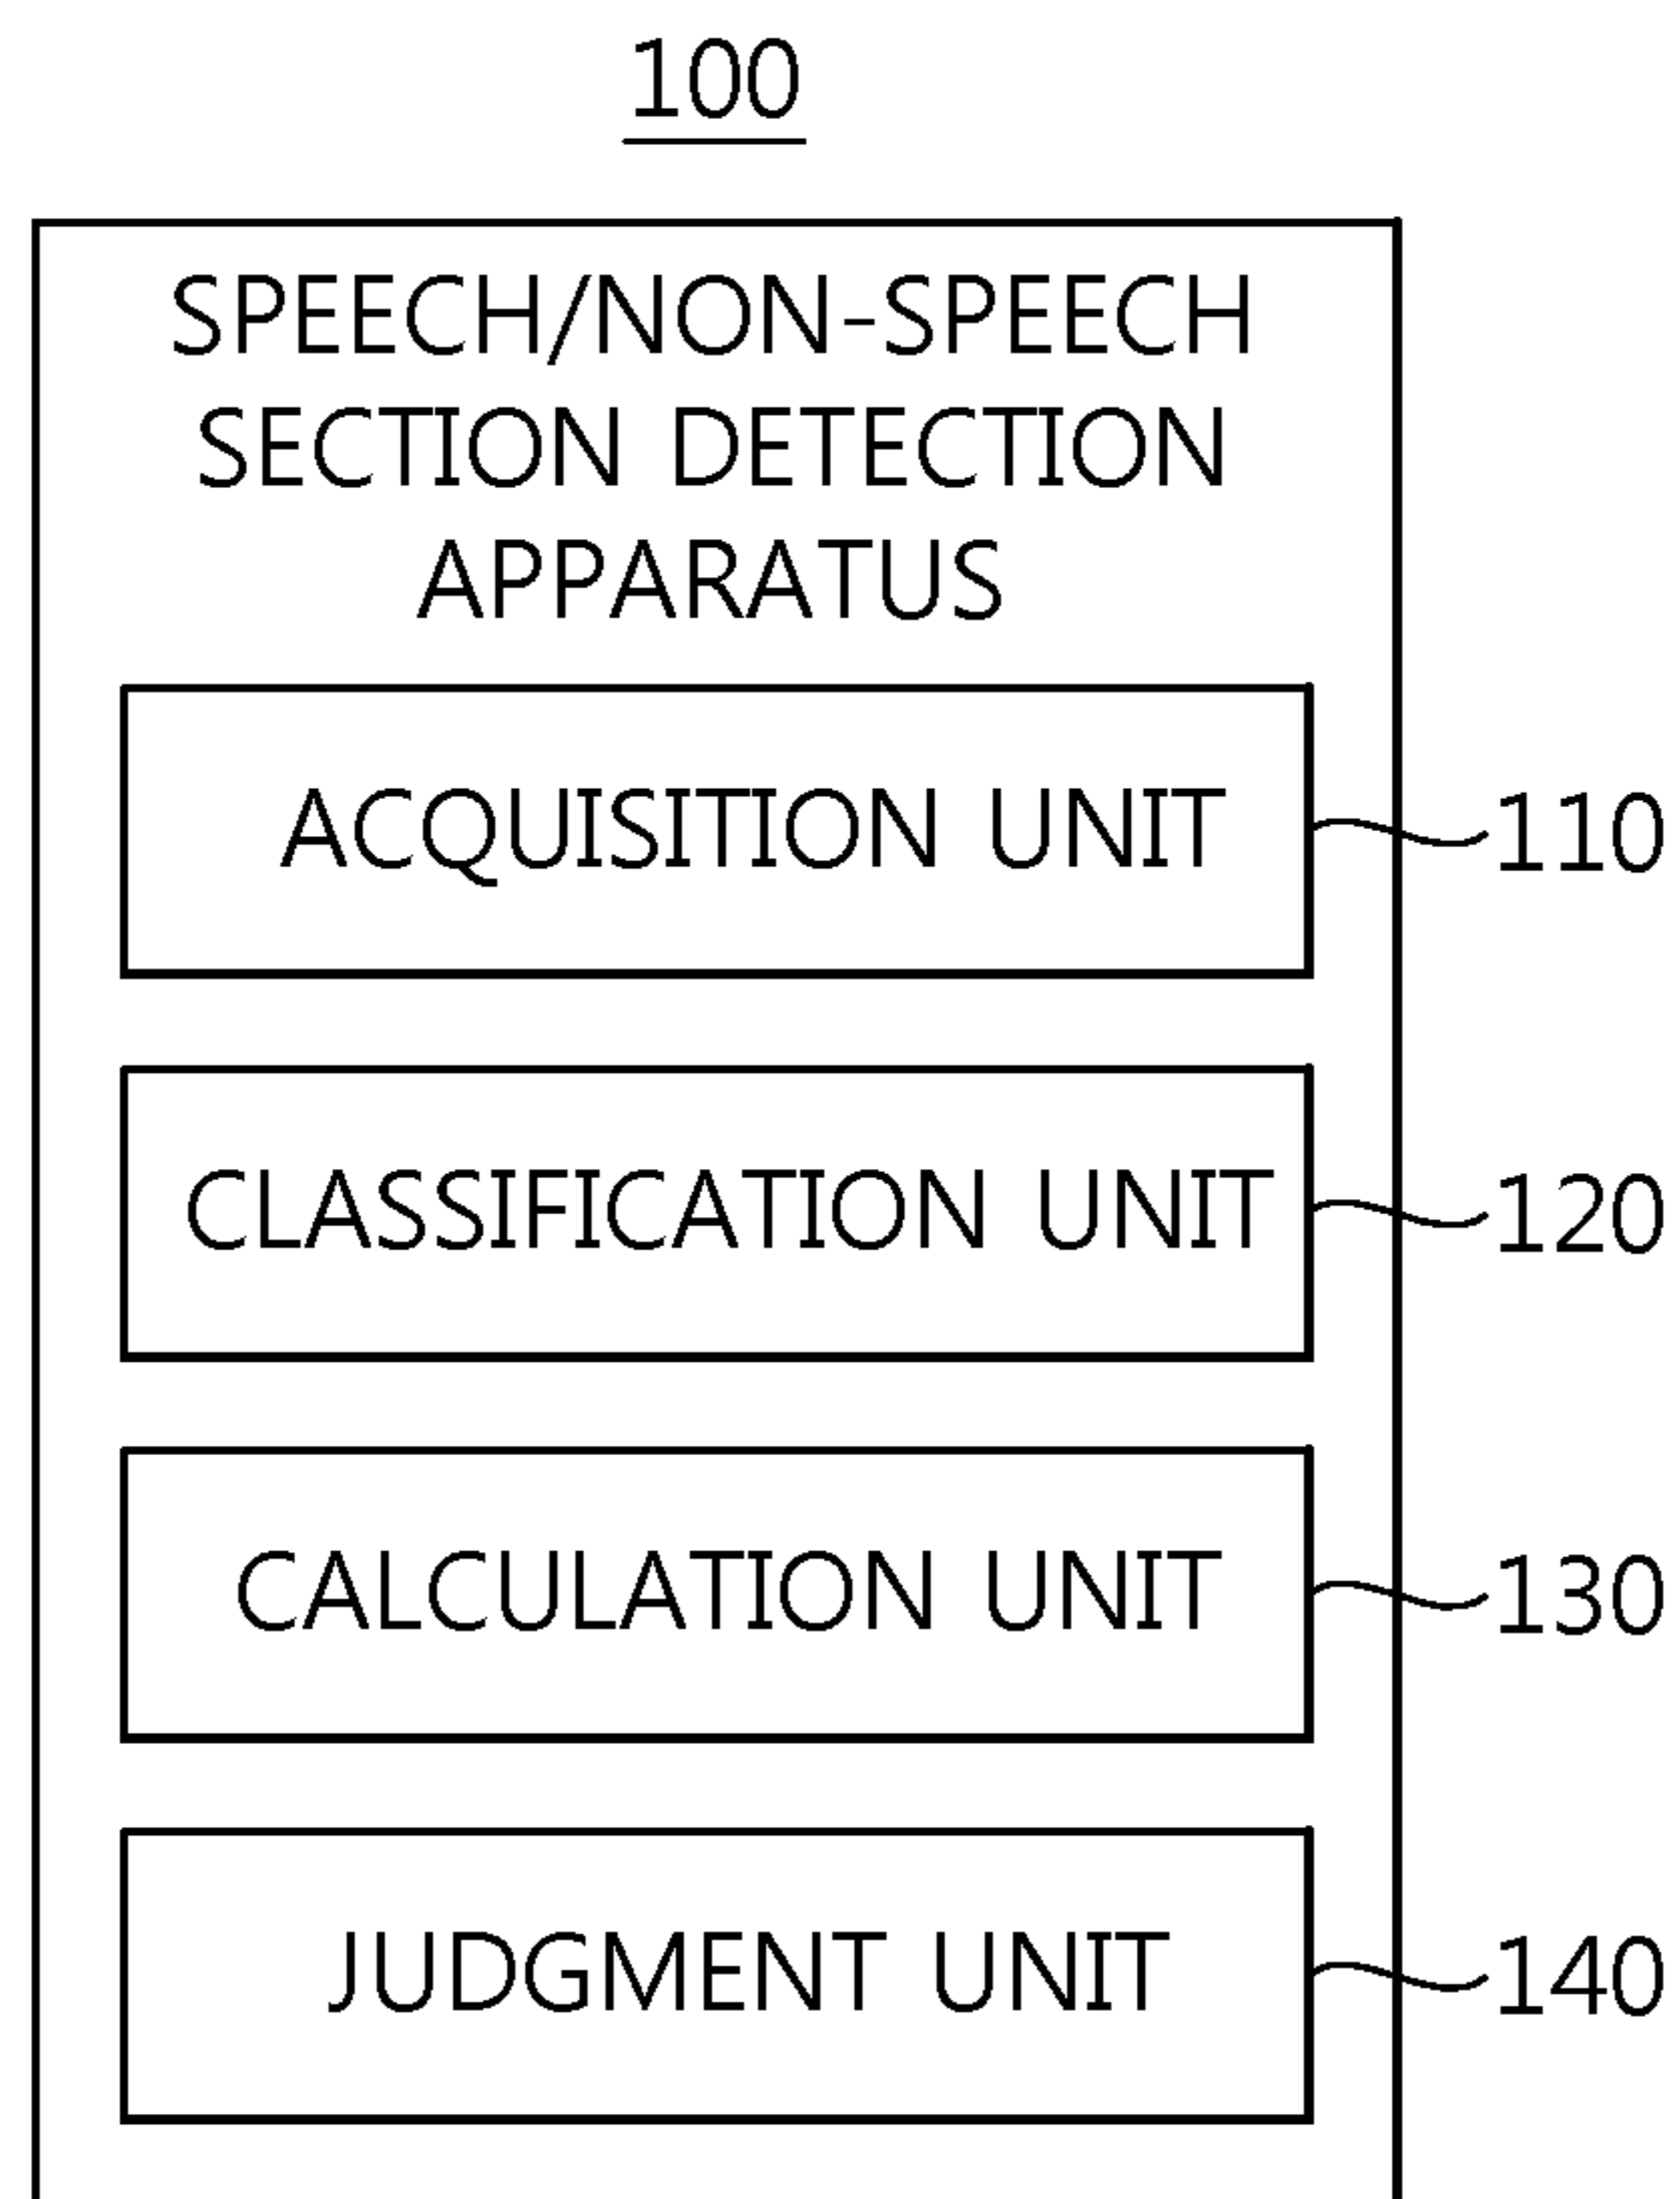 100
SPEECH/NON-SPEECH
SECTION DETECTION
APPARATUS
ACQUISITION UNIT
110
CLASSIFICATION UNIT
120
CALCULATION UNIT
130
JUDGMENT UNIT
140